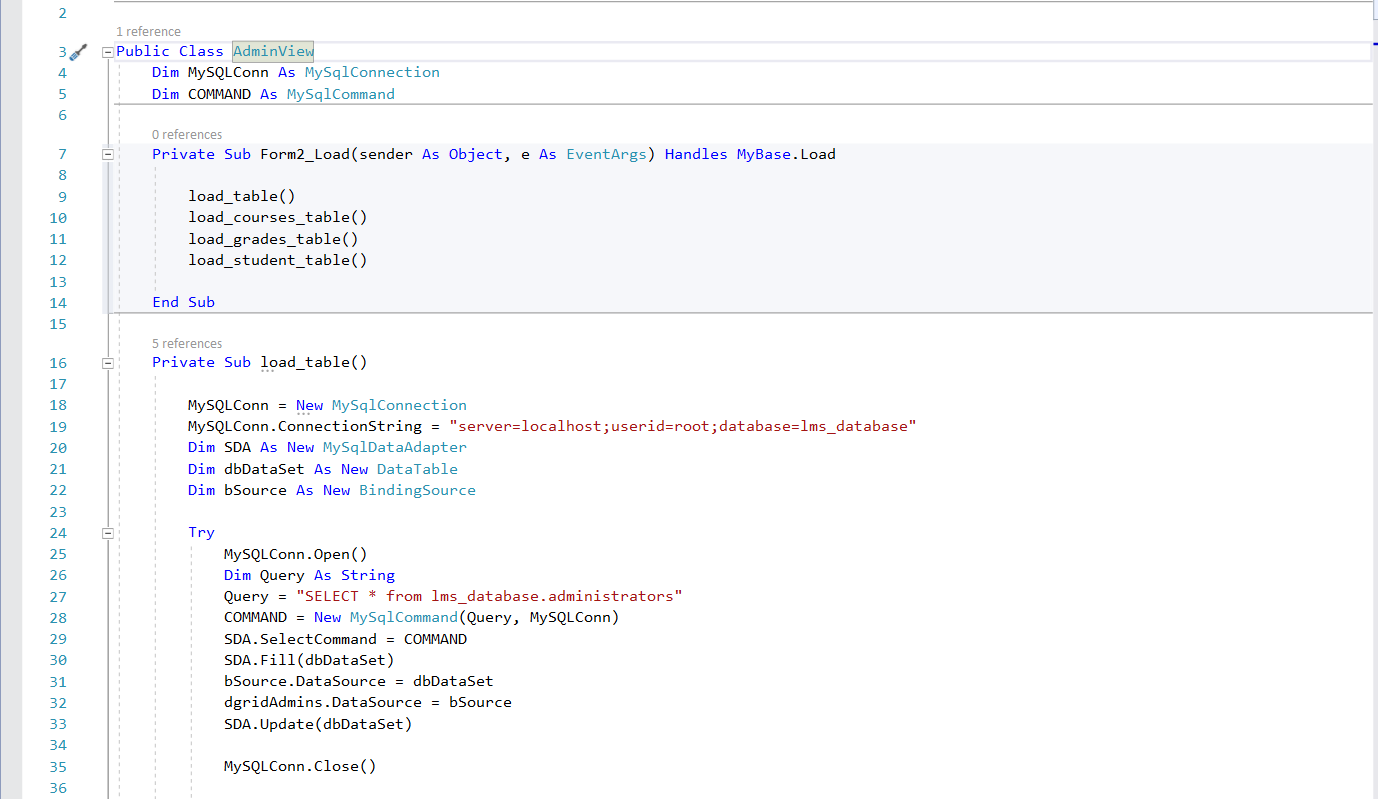 2
1 reference
3 Public Class AdminView
4 Dim MySQLConn As MySqlConnection
5 Dim COMMAND As MySqlCommand
6
0 references
7 Private Sub Form2_Load(sender As Object, e As EventArgs) Handles MyBase.Load
8
9 load_table()
10 load_courses_table()
11 load_grades_table()
12 load_student_table()
13
14 End Sub
15
5 references
16 Private Sub load_table()
17
18 MySQLConn = New MySqlConnection
19 MySQLConn.ConnectionString = "server=localhost;userid=root;database=lms_database"
20 Dim SDA As New MySqlDataAdapter
21 Dim dbDataSet As New DataTable
22 Dim bSource As New BindingSource
23
24 Try
25 MySQLConn.Open()
26 Dim Query As String
27 Query = "SELECT * from lms_database.administrators"
28 COMMAND = New MySqlCommand(Query, MySQLConn)
29 SDA.SelectCommand = COMMAND
30 SDA.Fill(dbDataSet)
31 bSource.DataSource = dbDataSet
32 dgridAdmins.DataSource = bSource
33 SDA.Update(dbDataSet)
34
35 MySQLConn.Close()
36